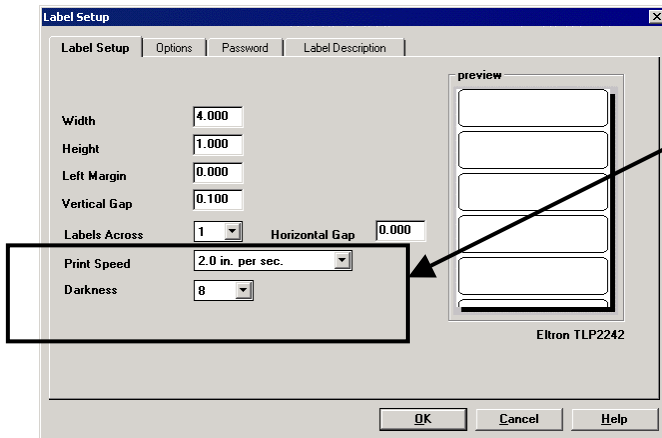 Label Setup
Label Setup Options Password Label Description
preview
Width 4.000
Height 1.000
Left Margin 0.000
Vertical Gap 0.100
Labels Across 1 Horizontal Gap 0.000
Print Speed 2.0 in. per sec.
Darkness 8
Eltron TLP2242
OK Cancel Help